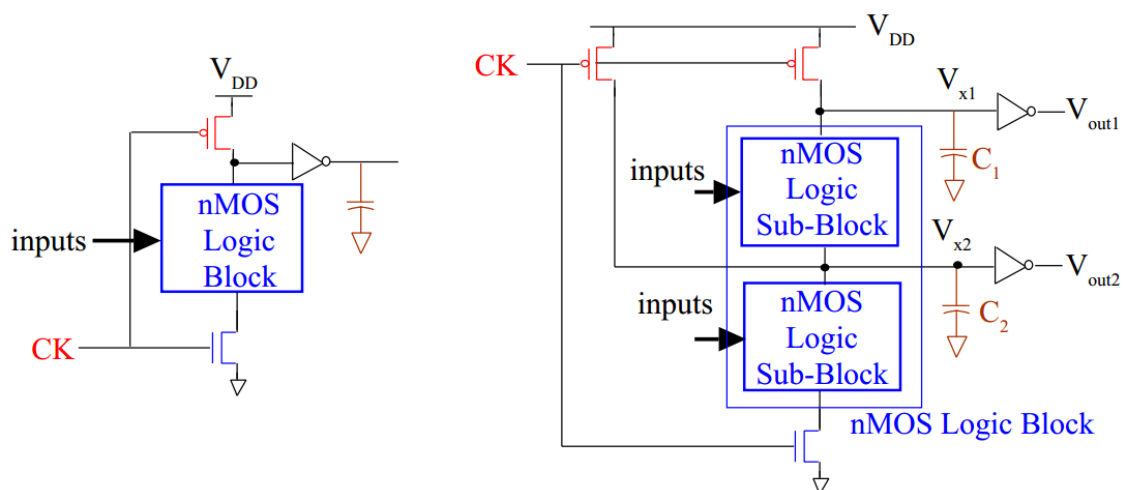 V_DD
nMOS
Logic
Block
inputs
CK
V_DD
CK
V_x1
V_out1
C_1
inputs
nMOS
Logic
Sub-Block
V_x2
V_out2
C_2
inputs
nMOS
Logic
Sub-Block
nMOS Logic Block